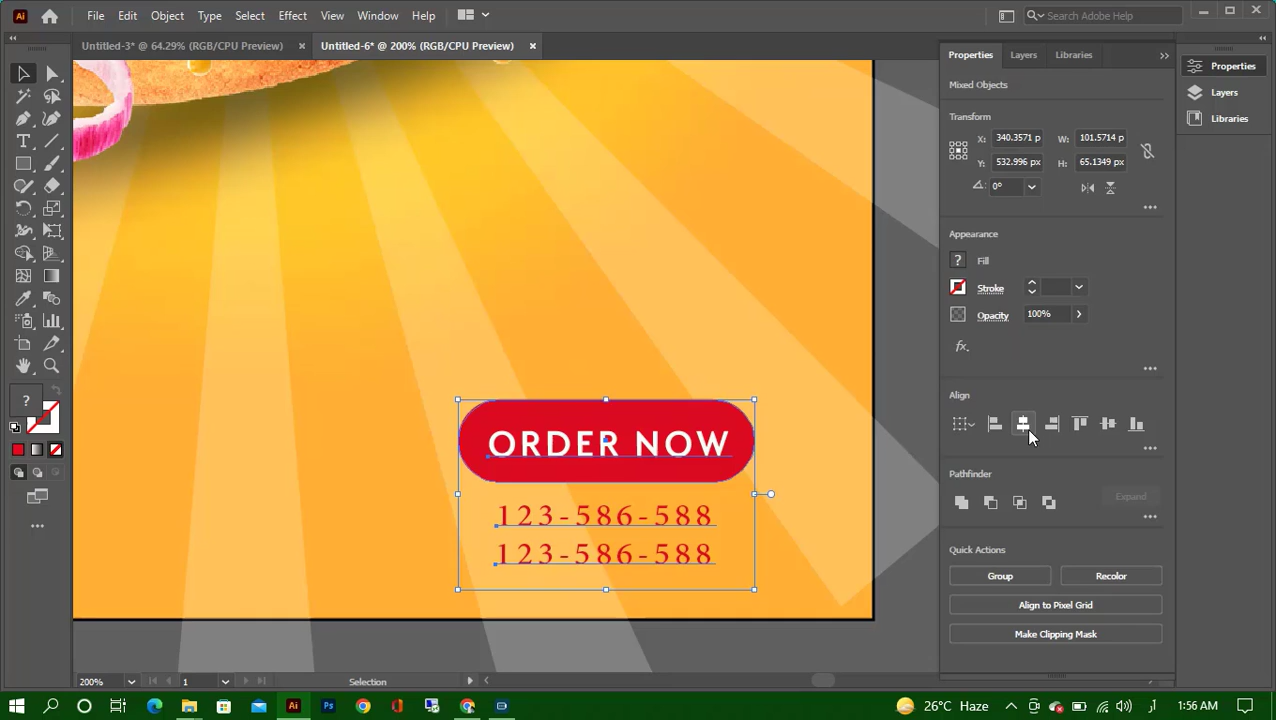 Ai
File Edit Object Type Select Effect View Window Help
Search Adobe Help
Untitled-3* @ 64.29% (RGB/CPU Preview) × Untitled-6* @ 200% (RGB/CPU Preview) ×
Properties Layers Libraries
Properties
Layers
Libraries
Mixed Objects
Transform
X: 340.3571 p W: 101.5714 p
Y: 532.996 px H: 65.1349 px
0°
Appearance
? Fill
Stroke
Opacity 100%
fx.
Align
Pathfinder
Expand
Quick Actions
Group Recolor
Align to Pixel Grid
Make Clipping Mask
T
?
ORDER NOW
123-586-588
123-586-588
200% 1 Selection
Ai Ps 26°C Haze 1:56 AM